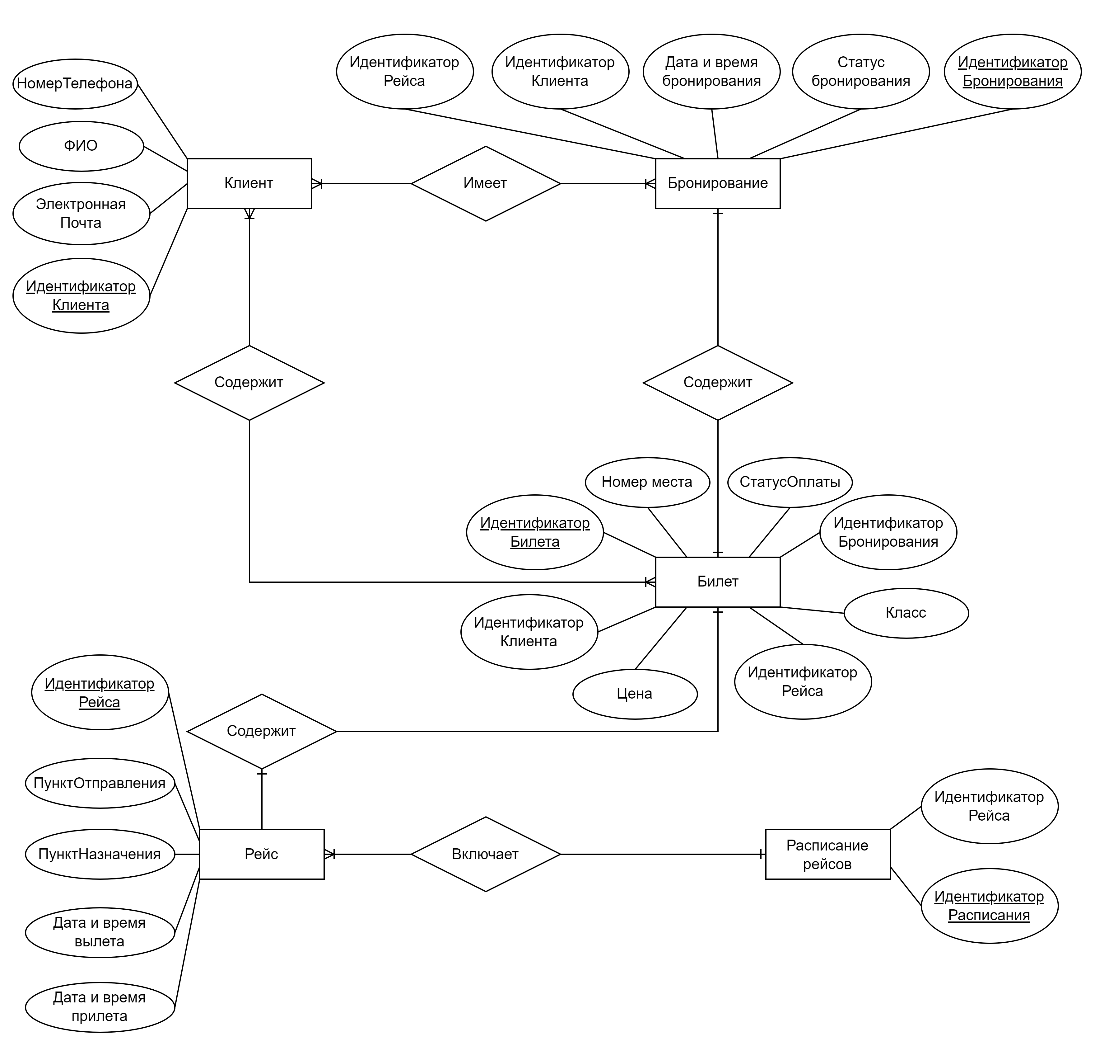 Идентификатор
Рейса
Идентификатор
Клиента
Дата и время
бронирования
Статус
бронирования
Идентификатор
Бронирования
НомерТелефона
ФИО
Электронная
Почта
Идентификатор
Клиента
Клиент
Имеет
Бронирование
Содержит
Содержит
Номер места
СтатусОплаты
Идентификатор
Билета
Идентификатор
Бронирования
Билет
Идентификатор
Клиента
Класс
Цена
Идентификатор
Рейса
Идентификатор
Рейса
Содержит
ПунктОтправления
ПунктНазначения
Дата и время
вылета
Дата и время
прилета
Рейс
Включает
Расписание
рейсов
Идентификатор
Рейса
Идентификатор
Расписания